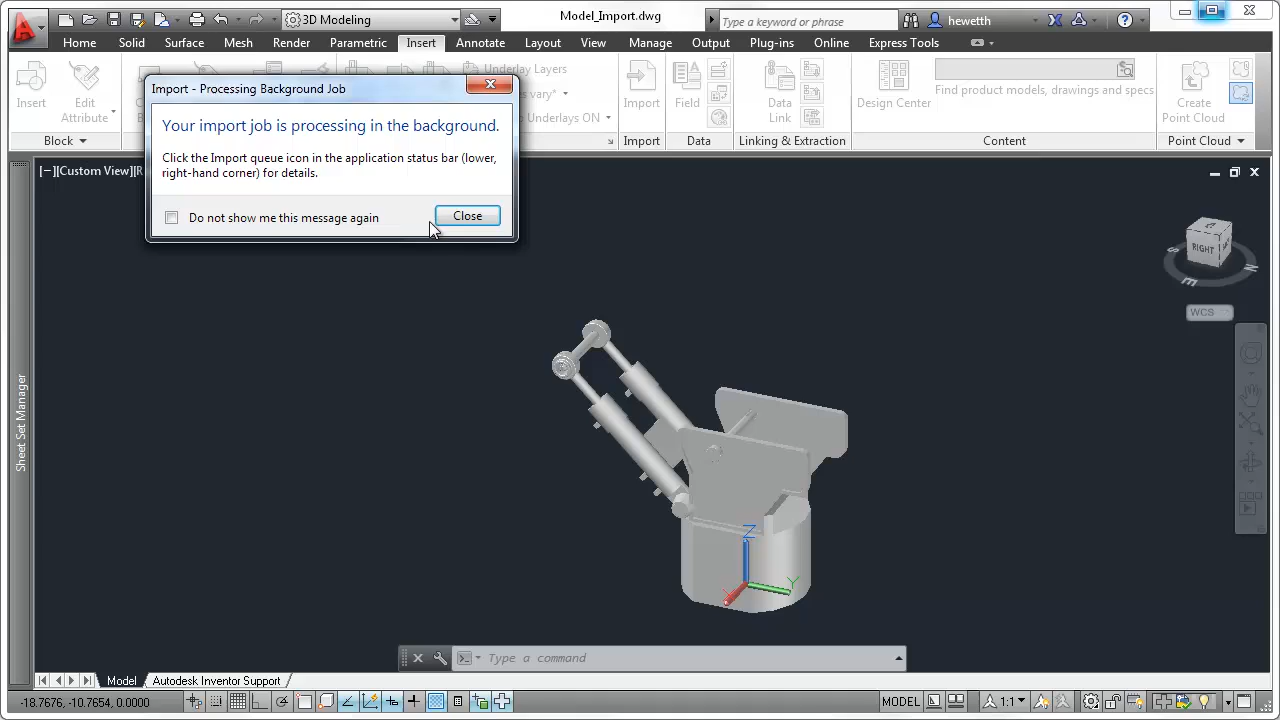 3D Modeling
Model_Import.dwg
Type a keyword or phrase
hewetth
Home Solid Surface Mesh Render Parametric Insert Annotate Layout View Manage Output Plug-ins Online Express Tools
Import - Processing Background Job
Your import job is processing in the background.
Click the Import queue icon in the application status bar (lower,
right-hand corner) for details.
Do not show me this message again
Close
Insert
Edit
Attribute
Block
Underlay Layers
Import
Import
Field
Data
Data
Link
Linking & Extraction
Design Center
Find product models, drawings and specs
Content
Create
Point Cloud
Point Cloud
[−][Custom View]
RIGHT
S
E
N
WCS
Sheet Set Manager
Z
Y
Type a command
Model
Autodesk Inventor Support
-18.7676, -10.7654, 0.0000
MODEL
1:1